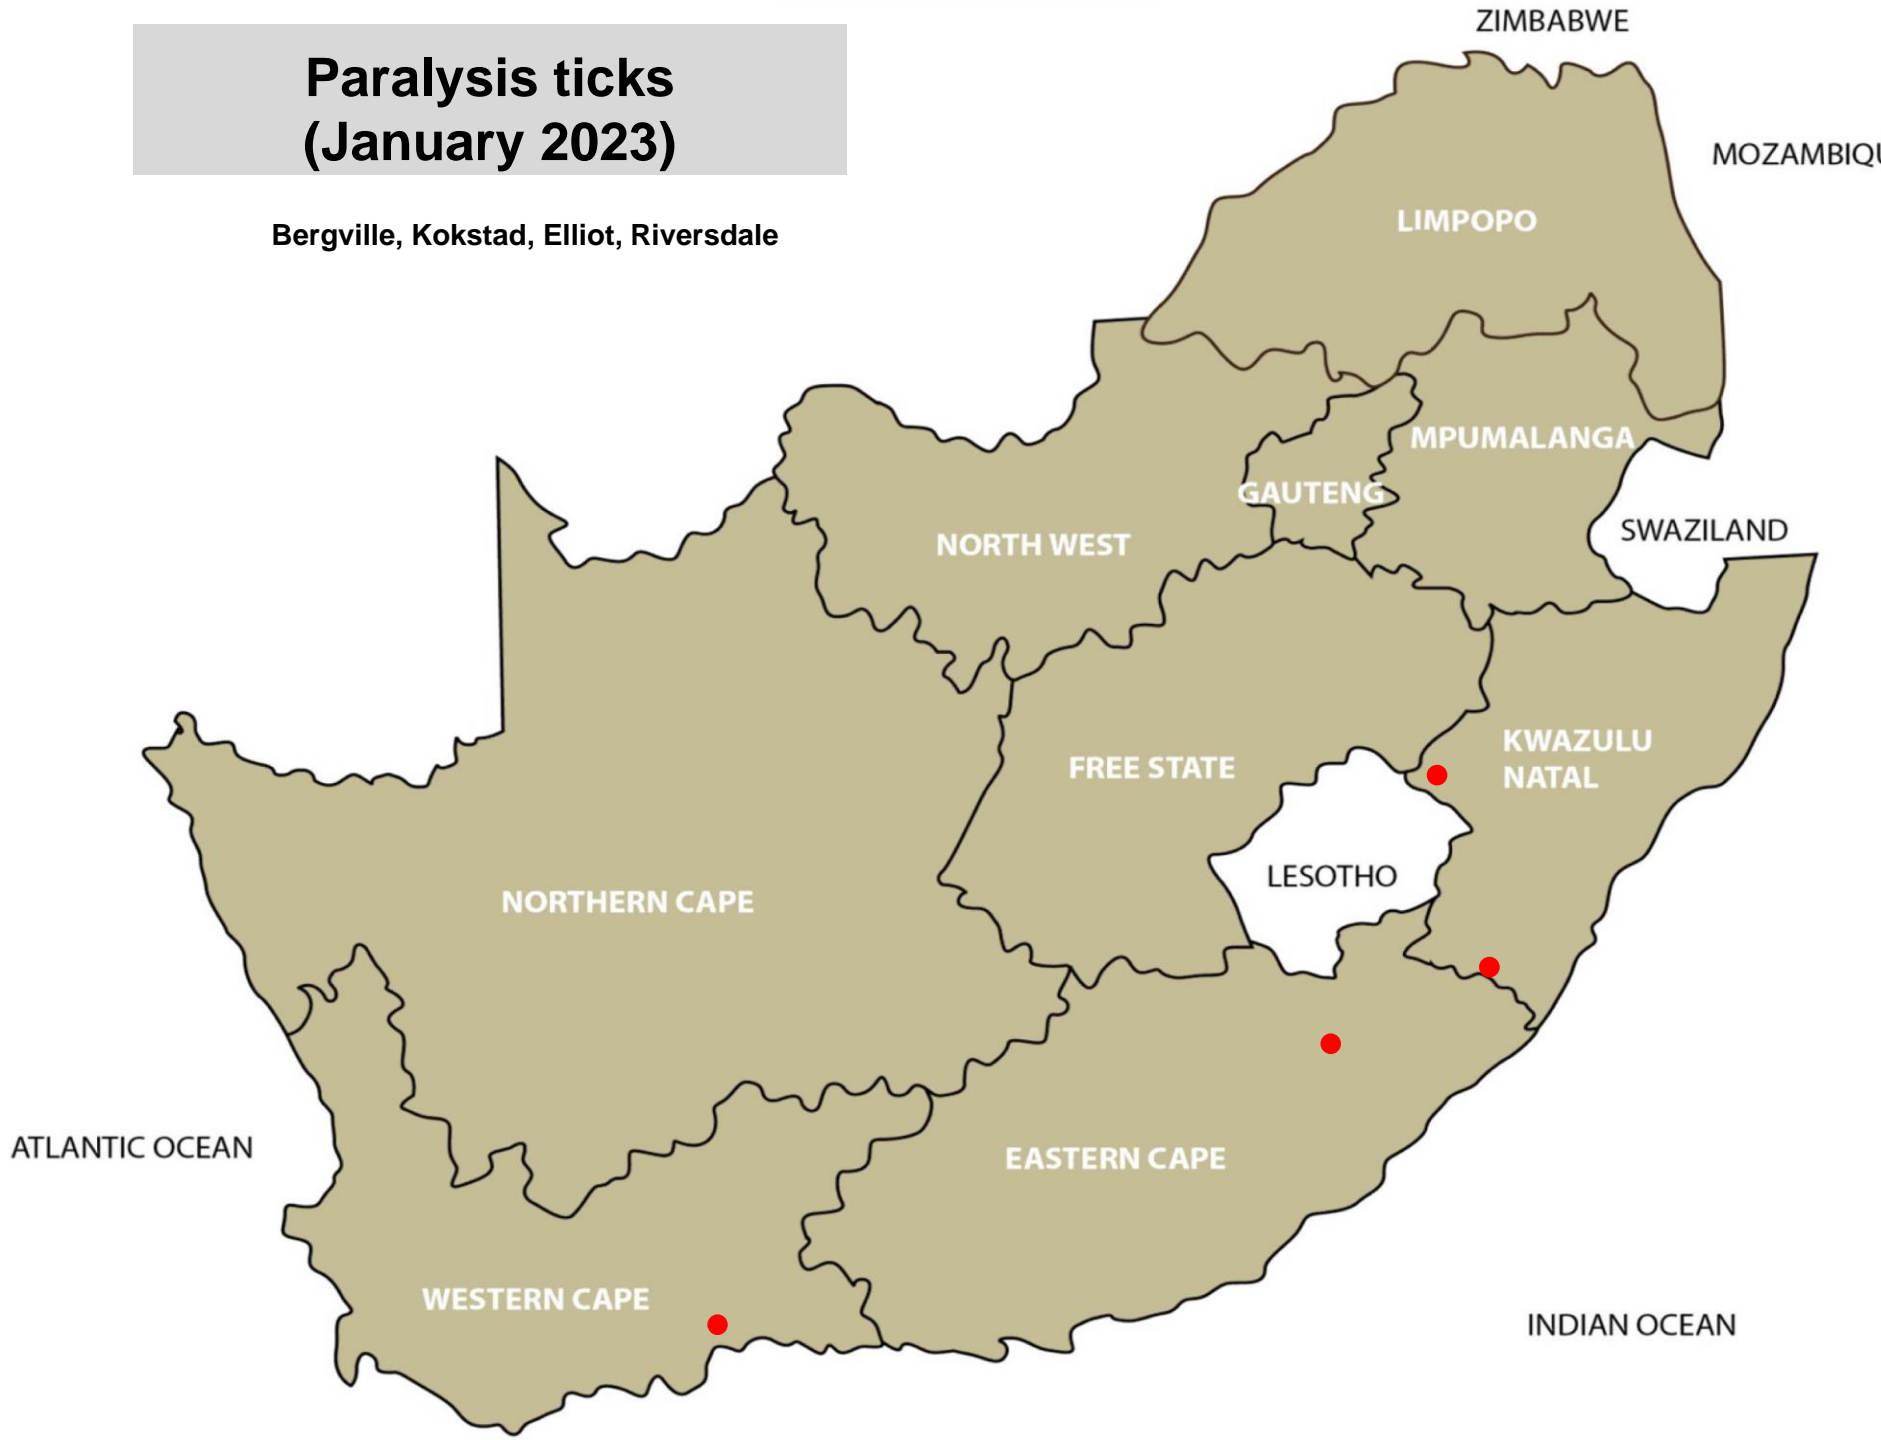 Paralysis ticks
(January 2023)
Bergville, Kokstad, Elliot, Riversdale
ZIMBABWE
MOZAMBIQU
LIMPOPO
MPUMALANGA
GAUTENG
SWAZILAND
NORTH WEST
KWAZULU
NATAL
FREE STATE
LESOTHO
NORTHERN CAPE
ATLANTIC OCEAN
EASTERN CAPE
WESTERN CAPE
INDIAN OCEAN